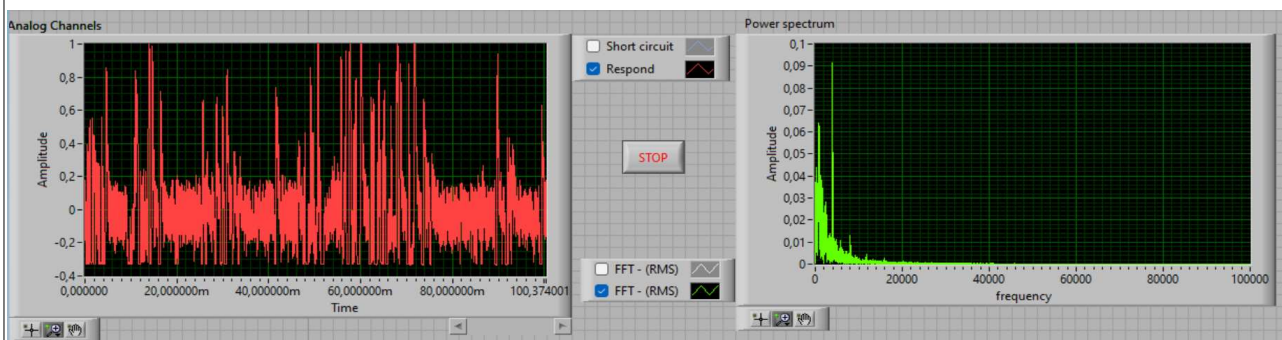 Analog Channels
Amplitude
1
0,8
0,6
0,4
0,2
0
-0,2
-0,4
0,000000 20,000000m 40,000000m 60,000000m 80,000000m 100,374001
Time
Short circuit
Respond
STOP
FFT - (RMS)
FFT - (RMS)
Power spectrum
Amplitude
0,1
0,09
0,08
0,07
0,06
0,05
0,04
0,03
0,02
0,01
0
0 20000 40000 60000 80000 100000
frequency